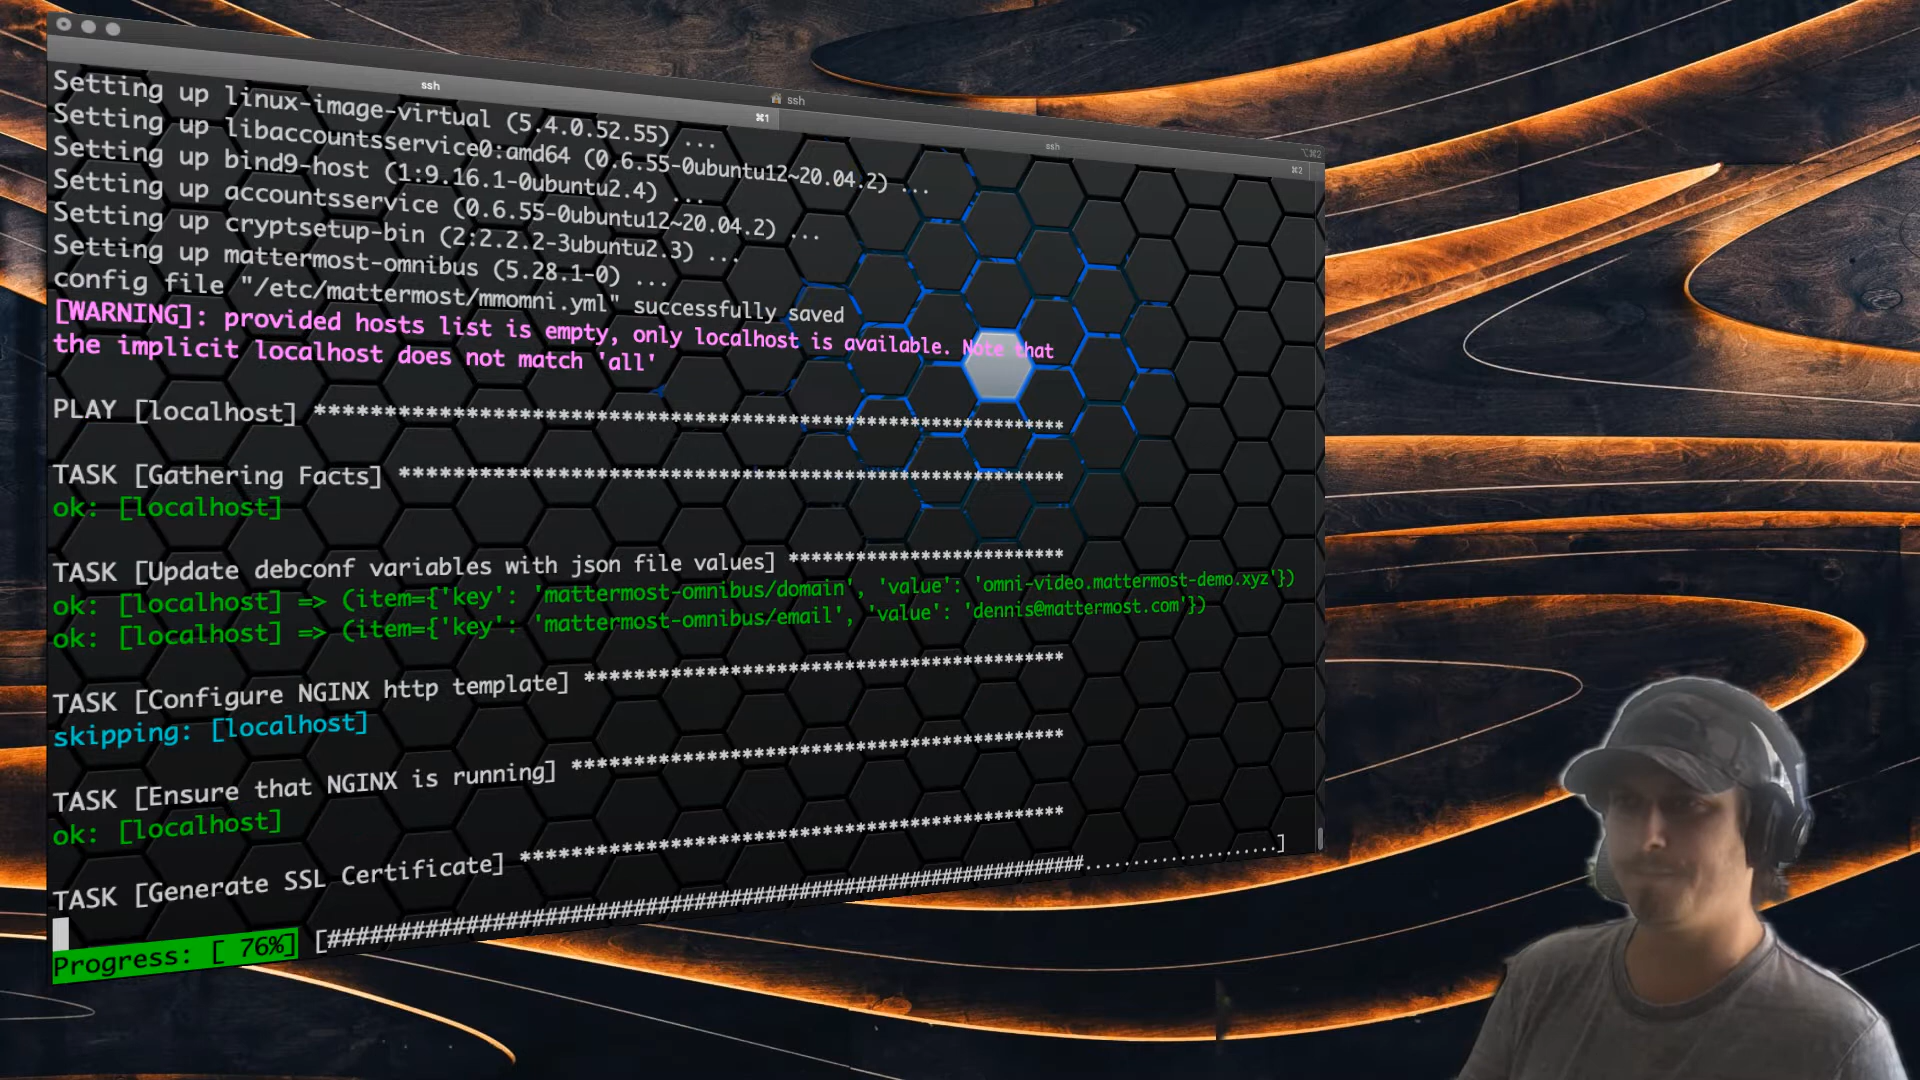 ssh
⌘1
ssh
ssh
⌥⌘2
⌘2
Setting up linux-image-virtual (5.4.0.52.55) ...
Setting up libaccountsservice0:amd64 (0.6.55-0ubuntu12~20.04.2) ...
Setting up bind9-host (1:9.16.1-0ubuntu2.4) ...
Setting up accountsservice (0.6.55-0ubuntu12~20.04.2) ...
Setting up cryptsetup-bin (2:2.2.2-3ubuntu2.3) ...
Setting up mattermost-omnibus (5.28.1-0) ...
config file "/etc/mattermost/mmomni.yml" successfully saved
[WARNING]: provided hosts list is empty, only localhost is available. Note that
the implicit localhost does not match 'all'
PLAY [localhost] *********************************************************************
TASK [Gathering Facts] ***************************************************************
ok: [localhost]
TASK [Update debconf variables with json file values] **************************
ok: [localhost] => (item={'key': 'mattermost-omnibus/domain', 'value': 'omni-video.mattermost-demo.xyz'})
ok: [localhost] => (item={'key': 'mattermost-omnibus/email', 'value': 'dennis@mattermost.com'})
TASK [Configure NGINX http template] *******************************************
skipping: [localhost]
TASK [Ensure that NGINX is running] ********************************************
ok: [localhost]
TASK [Generate SSL Certificate] ************************************************
Progress: [ 76%] [##################################################################....................]